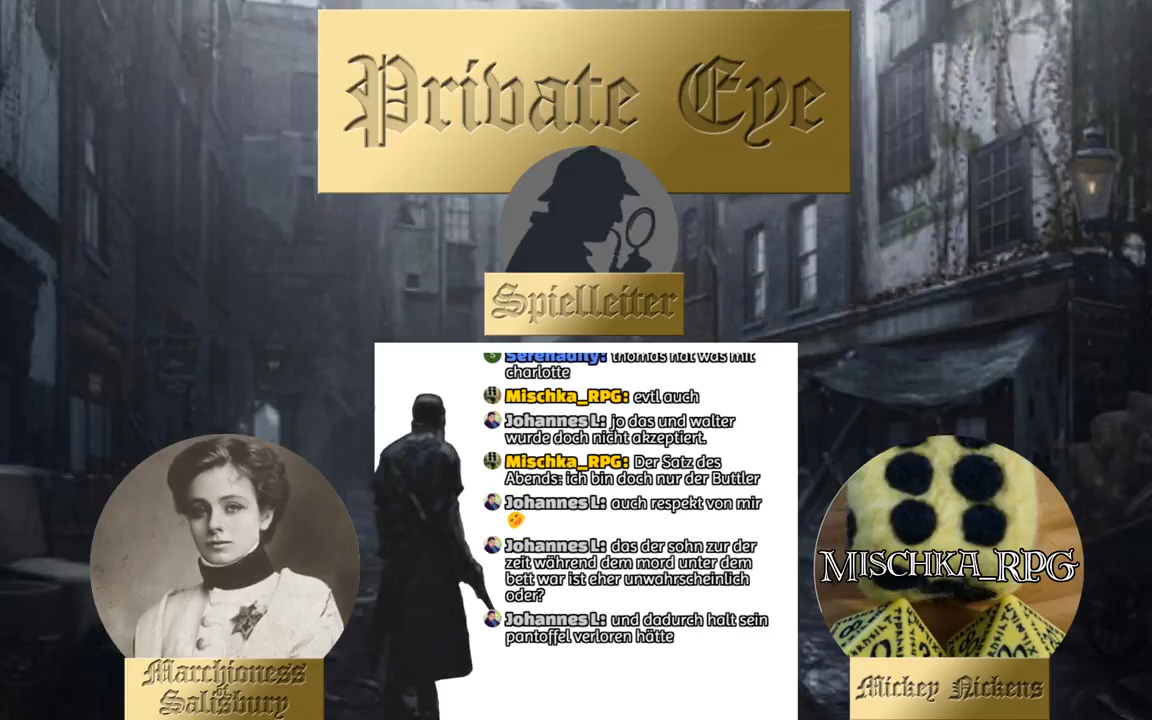 Private Eye
Spielleiter
Serenadity: thomas hat was mit
charlotte
Mischka_RPG: evtl auch
Johannes L: jo das und walter
wurde doch nicht akzeptiert.
Mischka_RPG: Der Satz des
Abends: ich bin doch nur der Buttler
Johannes L: auch respekt von mir
Johannes L: das der sohn zur der
zeit während dem mord unter dem
bett war ist eher unwahrscheinlich
oder?
Johannes L: und dadurch halt sein
pantoffel verloren hätte
Marchioness
of
Salisbury
MISCHKA_RPG
Mickey Nickens